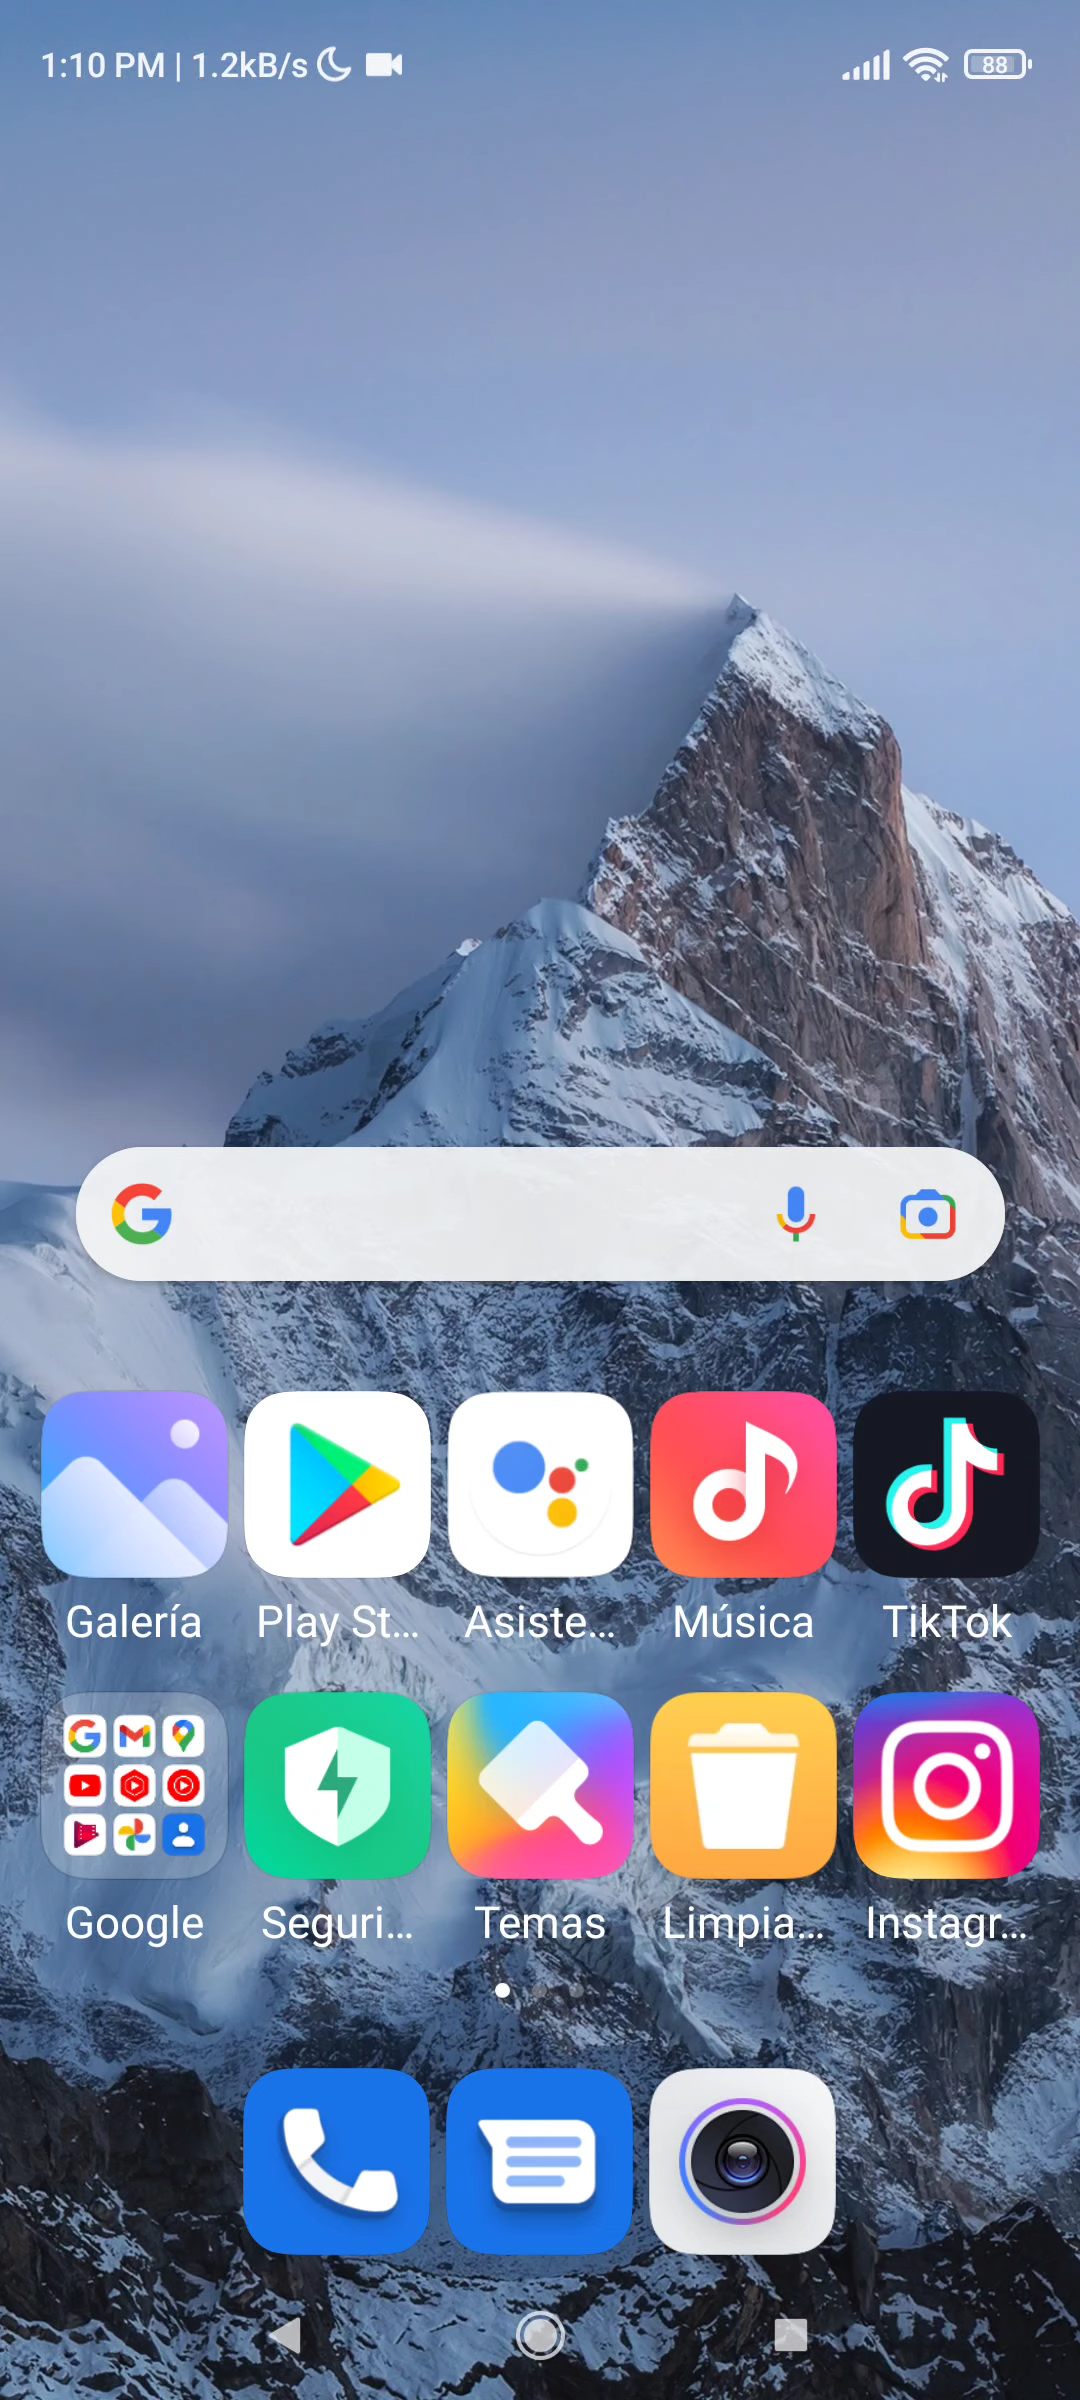 1:10 PM | 1.2kB/s 88
Galería Play St... Asiste... Música TikTok
Google Seguri... Temas Limpia... Instagr...